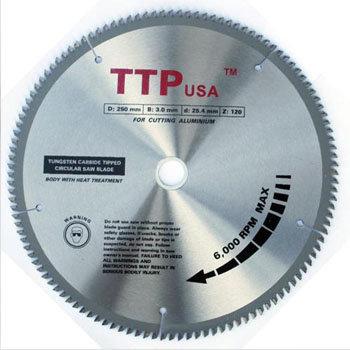 TTP USA ™
D: 250 mm B: 3.0 mm d: 25.4 mm Z: 120
FOR CUTTING ALUMINIUM
TUNGSTEN CARBIDE TIPPED
CIRCULAR SAW BLADE
BODY WITH HEAT TREATMENT
WARNING:
Do not use saw without proper
blade guard in place. Always wear
safety glasses. If cracks, breaks or
other damage of blade or tips is
suspected, do not use. Follow
instructions and warning in saw
owner's manual. FAILURE TO HEED
ALL WARNINGS AND
INSTRUCTIONS MAY RESULT IN
SERIOUS BODILY INJURY.
6,000 RPM MAX